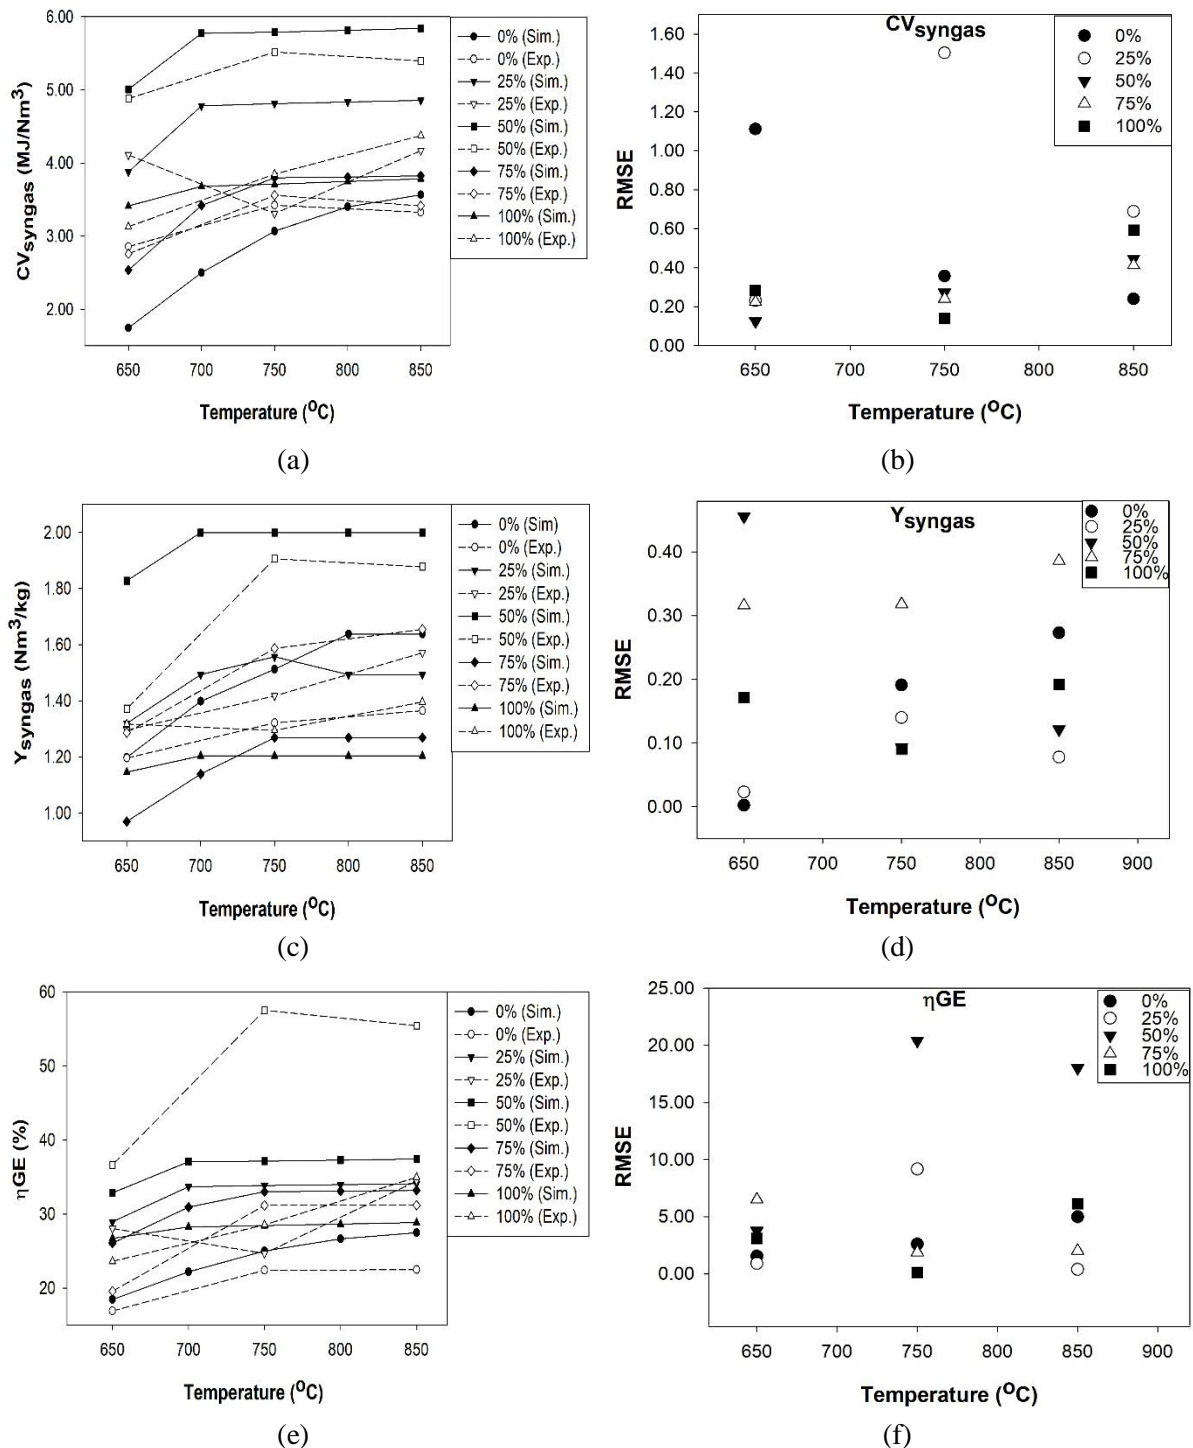 CVsyngas (MJ/Nm3)
6.00
5.00
4.00
3.00
2.00
650 700 750 800 850
Temperature (OC)
0% (Sim.)
0% (Exp.)
25% (Sim.)
25% (Exp.)
50% (Sim.)
50% (Exp.)
75% (Sim.)
75% (Exp.)
100% (Sim.)
100% (Exp.)
(a)
CVsyngas
RMSE
1.60
1.40
1.20
1.00
0.80
0.60
0.40
0.20
0.00
650 700 750 800 850
Temperature (OC)
0%
25%
50%
75%
100%
(b)
Ysyngas (Nm3/kg)
2.00
1.80
1.60
1.40
1.20
1.00
650 700 750 800 850
Temperature (OC)
0% (Sim)
0% (Exp.)
25% (Sim.)
25% (Exp.)
50% (Sim.)
50% (Exp.)
75% (Sim.)
75% (Exp.)
100% (Sim.)
100% (Exp.)
(c)
Ysyngas
RMSE
0.40
0.30
0.20
0.10
0.00
650 700 750 800 850 900
Temperature (OC)
0%
25%
50%
75%
100%
(d)
ηGE (%)
60
50
40
30
20
650 700 750 800 850
Temperature (OC)
0% (Sim.)
0% (Exp.)
25% (Sim.)
25% (Exp.)
50% (Sim.)
50% (Exp.)
75% (Sim.)
75% (Exp.)
100% (Sim.)
100% (Exp.)
(e)
ηGE
RMSE
25.00
20.00
15.00
10.00
5.00
0.00
650 700 750 800 850 900
Temperature (OC)
0%
25%
50%
75%
100%
(f)